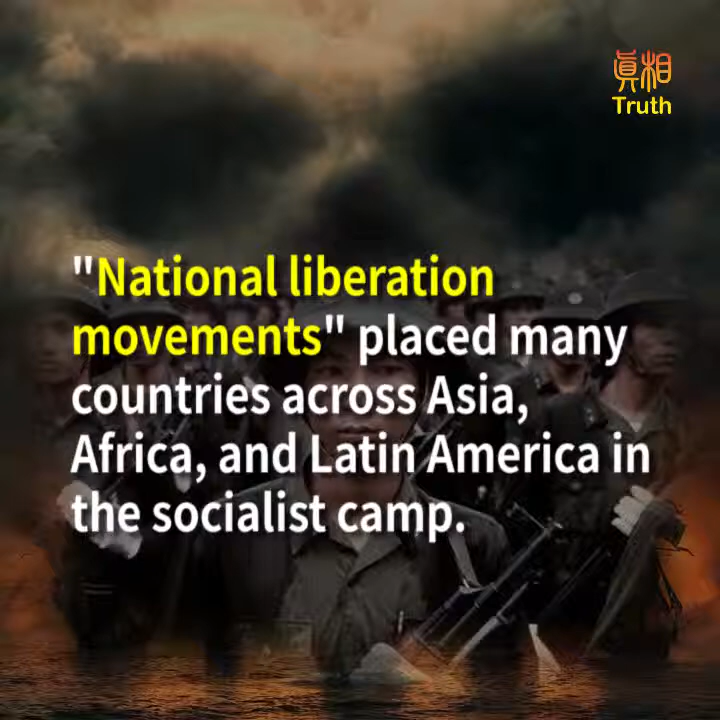 真相
Truth
"National liberation
movements" placed many
countries across Asia,
Africa, and Latin America in
the socialist camp.